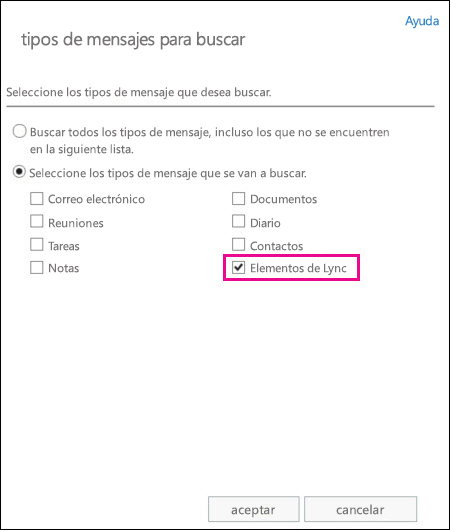 Ayuda
tipos de mensajes para buscar
Seleccione los tipos de mensaje que desea buscar.
Buscar todos los tipos de mensaje, incluso los que no se encuentren
en la siguiente lista.
Seleccione los tipos de mensaje que se van a buscar.
Correo electrónico
Documentos
Reuniones
Diario
Tareas
Contactos
Notas
Elementos de Lync
aceptar
cancelar